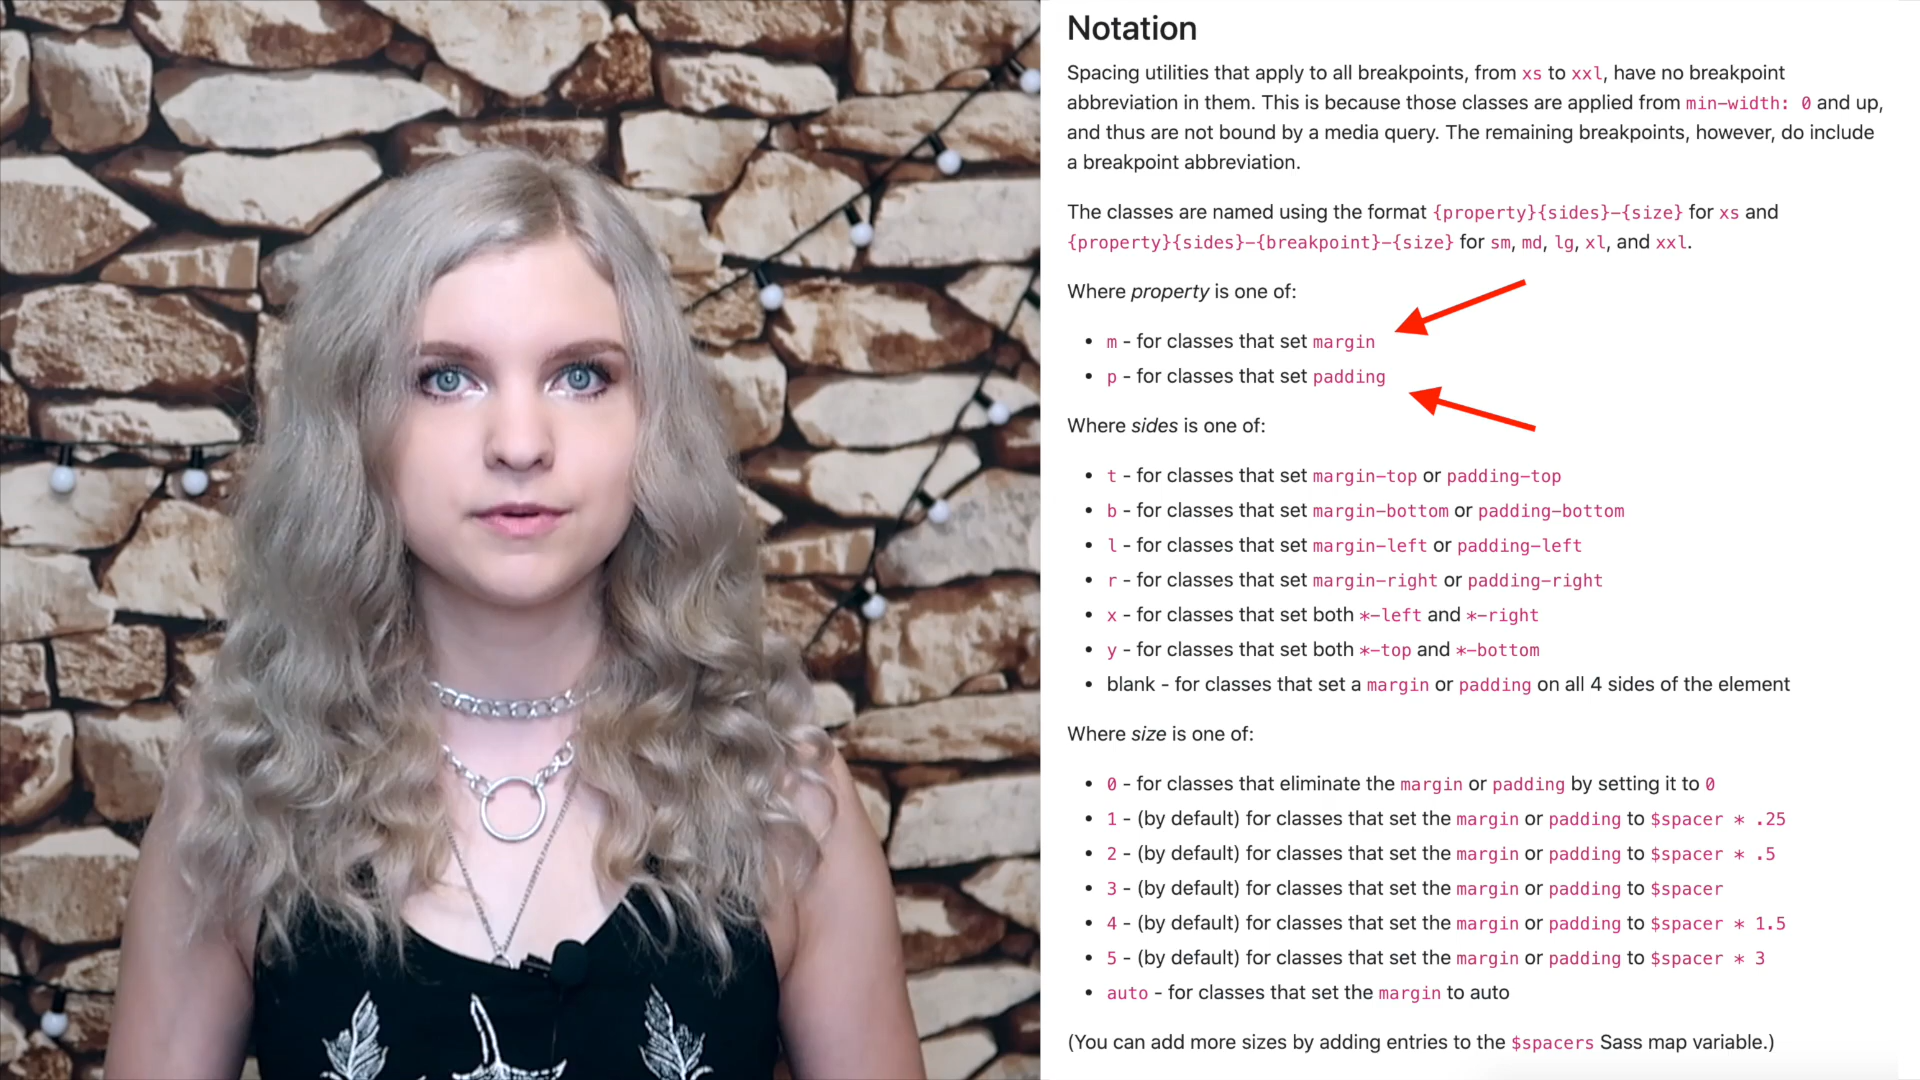 Notation
Spacing utilities that apply to all breakpoints, from xs to xxl, have no breakpoint
abbreviation in them. This is because those classes are applied from min-width: 0 and up,
and thus are not bound by a media query. The remaining breakpoints, however, do include
a breakpoint abbreviation.
The classes are named using the format {property}{sides}-{size} for xs and
{property}{sides}-{breakpoint}-{size} for sm, md, lg, xl, and xxl.
Where property is one of:
• m - for classes that set margin
• p - for classes that set padding
Where sides is one of:
• t - for classes that set margin-top or padding-top
• b - for classes that set margin-bottom or padding-bottom
• l - for classes that set margin-left or padding-left
• r - for classes that set margin-right or padding-right
• x - for classes that set both *-left and *-right
• y - for classes that set both *-top and *-bottom
• blank - for classes that set a margin or padding on all 4 sides of the element
Where size is one of:
• 0 - for classes that eliminate the margin or padding by setting it to 0
• 1 - (by default) for classes that set the margin or padding to $spacer * .25
• 2 - (by default) for classes that set the margin or padding to $spacer * .5
• 3 - (by default) for classes that set the margin or padding to $spacer
• 4 - (by default) for classes that set the margin or padding to $spacer * 1.5
• 5 - (by default) for classes that set the margin or padding to $spacer * 3
• auto - for classes that set the margin to auto
(You can add more sizes by adding entries to the $spacers Sass map variable.)